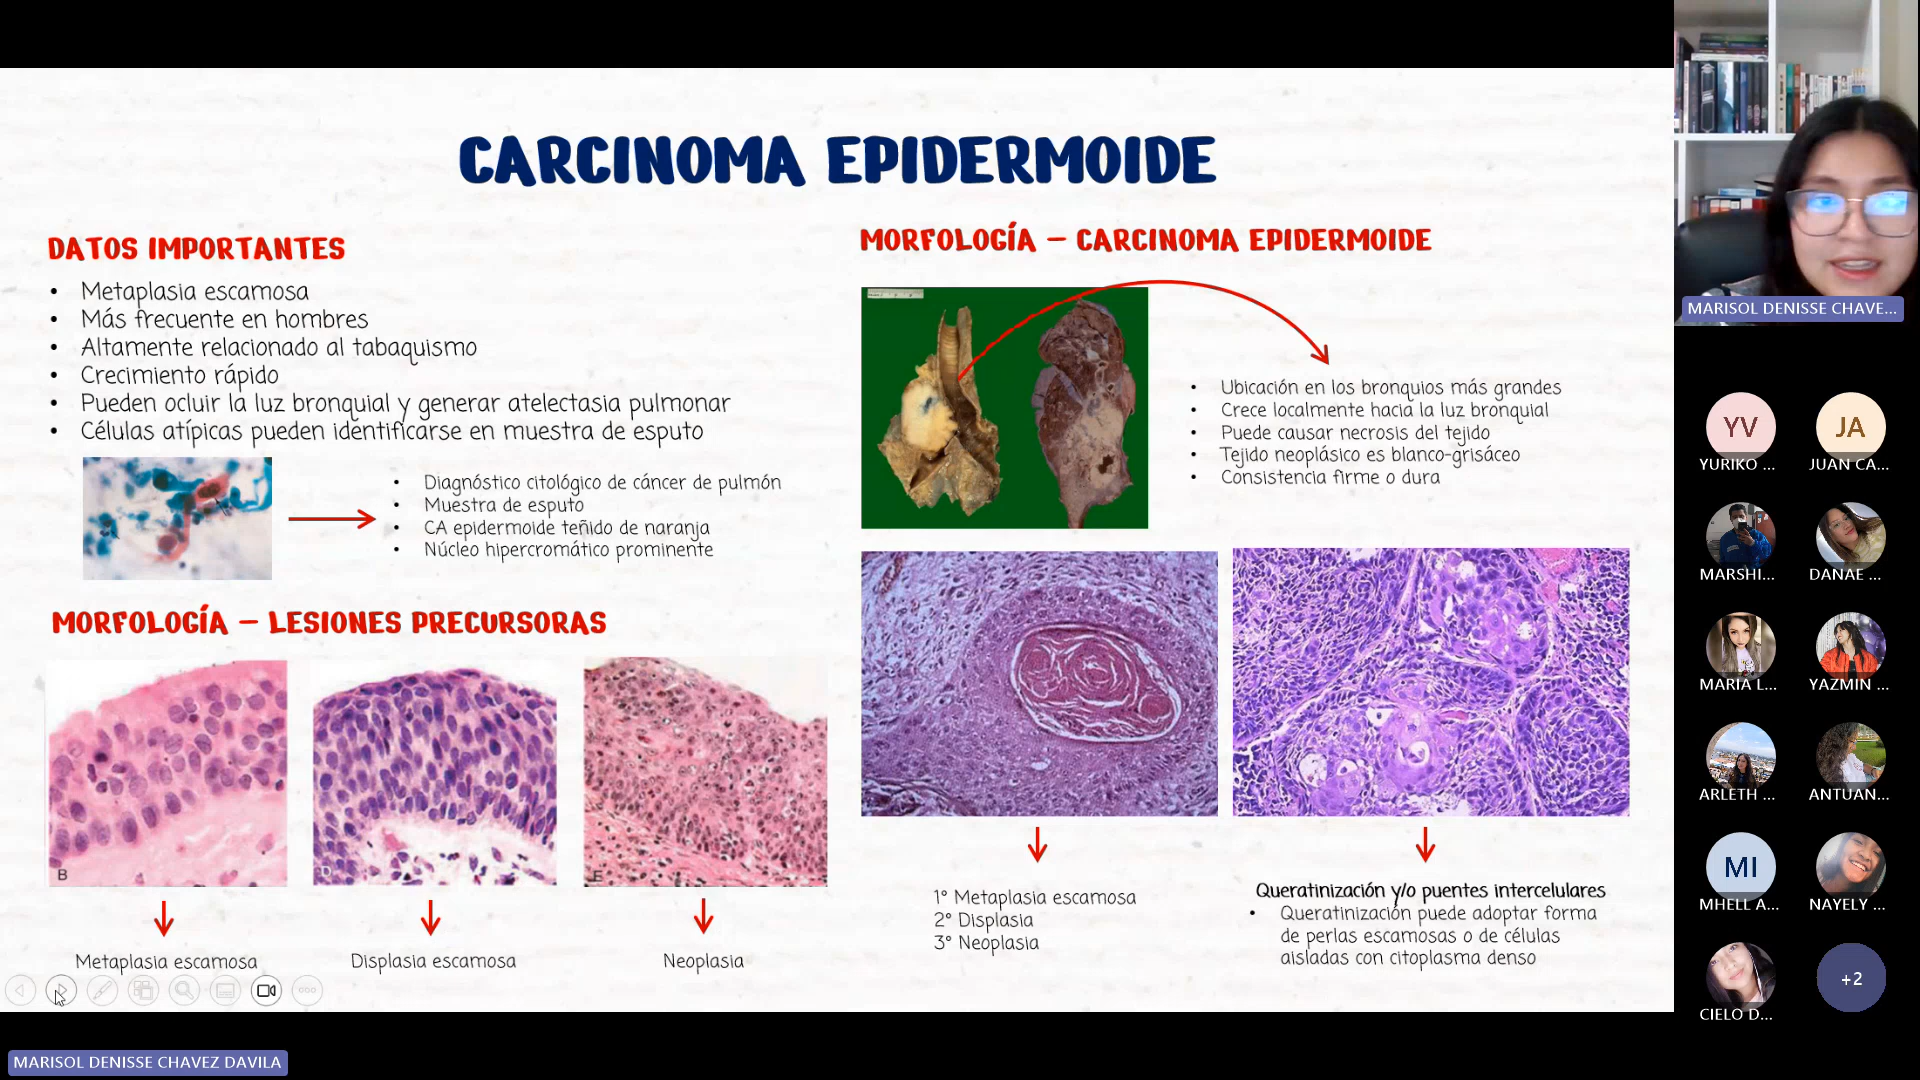 CARCINOMA EPIDERMOIDE
DATOS IMPORTANTES
• Metaplasia escamosa
• Más frecuente en hombres
• Altamente relacionado al tabaquismo
• Crecimiento rápido
• Pueden ocluir la luz bronquial y generar atelectasia pulmonar
• Células atípicas pueden identificarse en muestra de esputo
• Diagnóstico citológico de cáncer de pulmón
• Muestra de esputo
• CA epidermoide teñido de naranja
• Núcleo hipercromático prominente
MORFOLOGÍA – LESIONES PRECURSORAS
B
D
E
Metaplasia escamosa
Displasia escamosa
Neoplasia
MORFOLOGÍA – CARCINOMA EPIDERMOIDE
• Ubicación en los bronquios más grandes
• Crece localmente hacia la luz bronquial
• Puede causar necrosis del tejido
• Tejido neoplásico es blanco-grisáceo
• Consistencia firme o dura
1° Metaplasia escamosa
2° Displasia
3° Neoplasia
Queratinización y/o puentes intercelulares
• Queratinización puede adoptar forma
de perlas escamosas o de células
aisladas con citoplasma denso
MARISOL DENISSE CHAVE...
YV
YURIKO ...
JA
JUAN CA...
MARSHI...
DANAE ...
MARIA L...
YAZMIN ...
ARLETH ...
ANTUAN...
MI
MHELL A...
NAYELY ...
CIELO D...
+2
MARISOL DENISSE CHAVEZ DAVILA